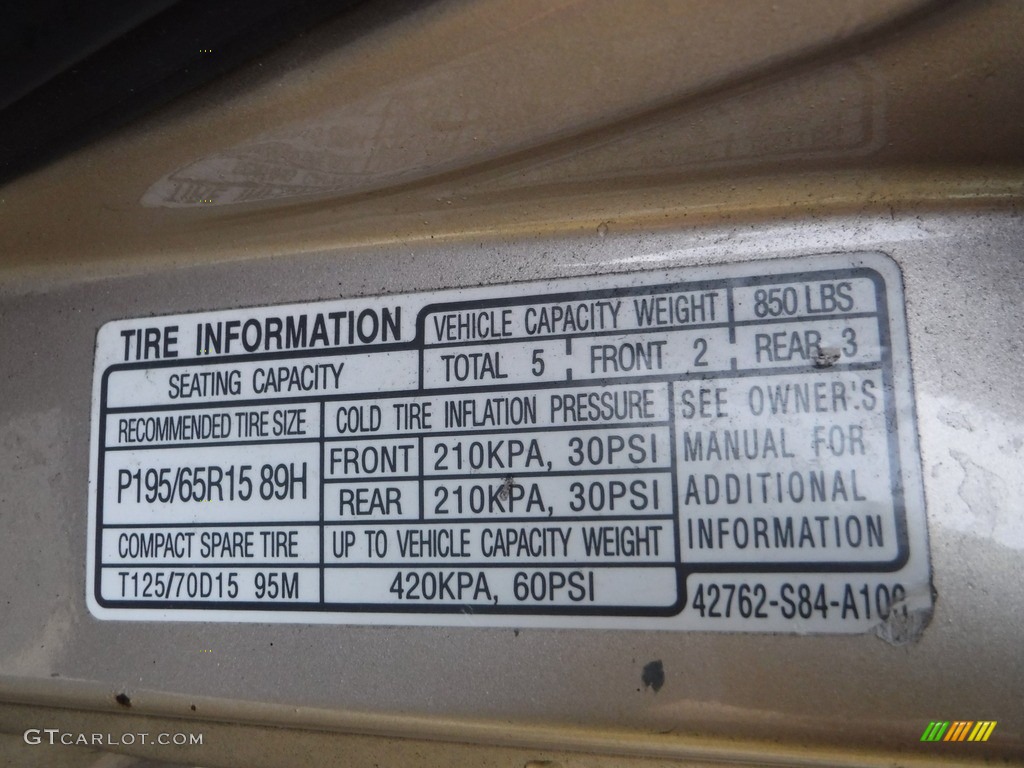 TIRE INFORMATION
VEHICLE CAPACITY WEIGHT 850 LBS
SEATING CAPACITY TOTAL 5 FRONT 2 REAR 3
RECOMMENDED TIRE SIZE
P195/65R15 89H
COLD TIRE INFLATION PRESSURE
FRONT 210KPA, 30PSI
REAR 210KPA, 30PSI
SEE OWNER'S
MANUAL FOR
ADDITIONAL
INFORMATION
COMPACT SPARE TIRE
T125/70D15 95M
UP TO VEHICLE CAPACITY WEIGHT
420KPA, 60PSI
GTCARLOT.COM